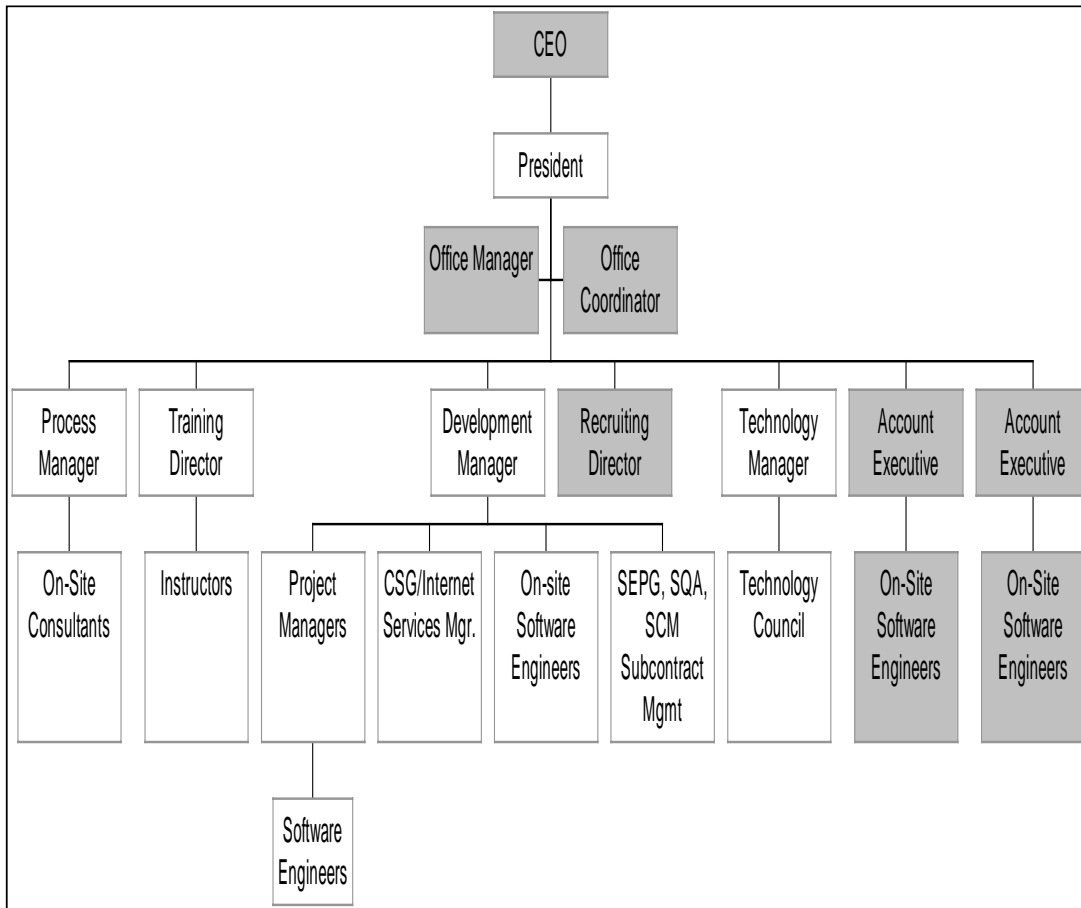 CEO
President
Office Manager
Office
Coordinator
Process
Manager
Training
Director
Development
Manager
Recruiting
Director
Technology
Manager
Account
Executive
Account
Executive
On-Site
Consultants
Instructors
Project
Managers
CSG/Internet
Services Mgr.
On-site
Software
Engineers
SEPG, SQA,
SCM
Subcontract
Mgmt
Technology
Council
On-Site
Software
Engineers
On-Site
Software
Engineers
Software
Engineers